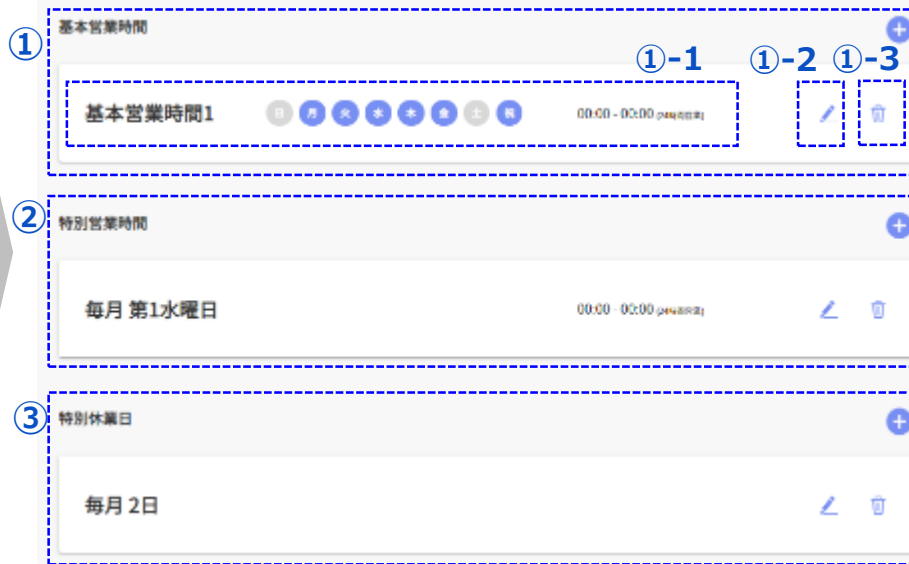 ①
基本営業時間
①-1 ①-2 ①-3
基本営業時間1 日 月 火 水 木 金 土 祝 00:00 - 00:00
②
特別営業時間
毎月 第1水曜日 00:00 - 00:00
③
特別休業日
毎月 2日